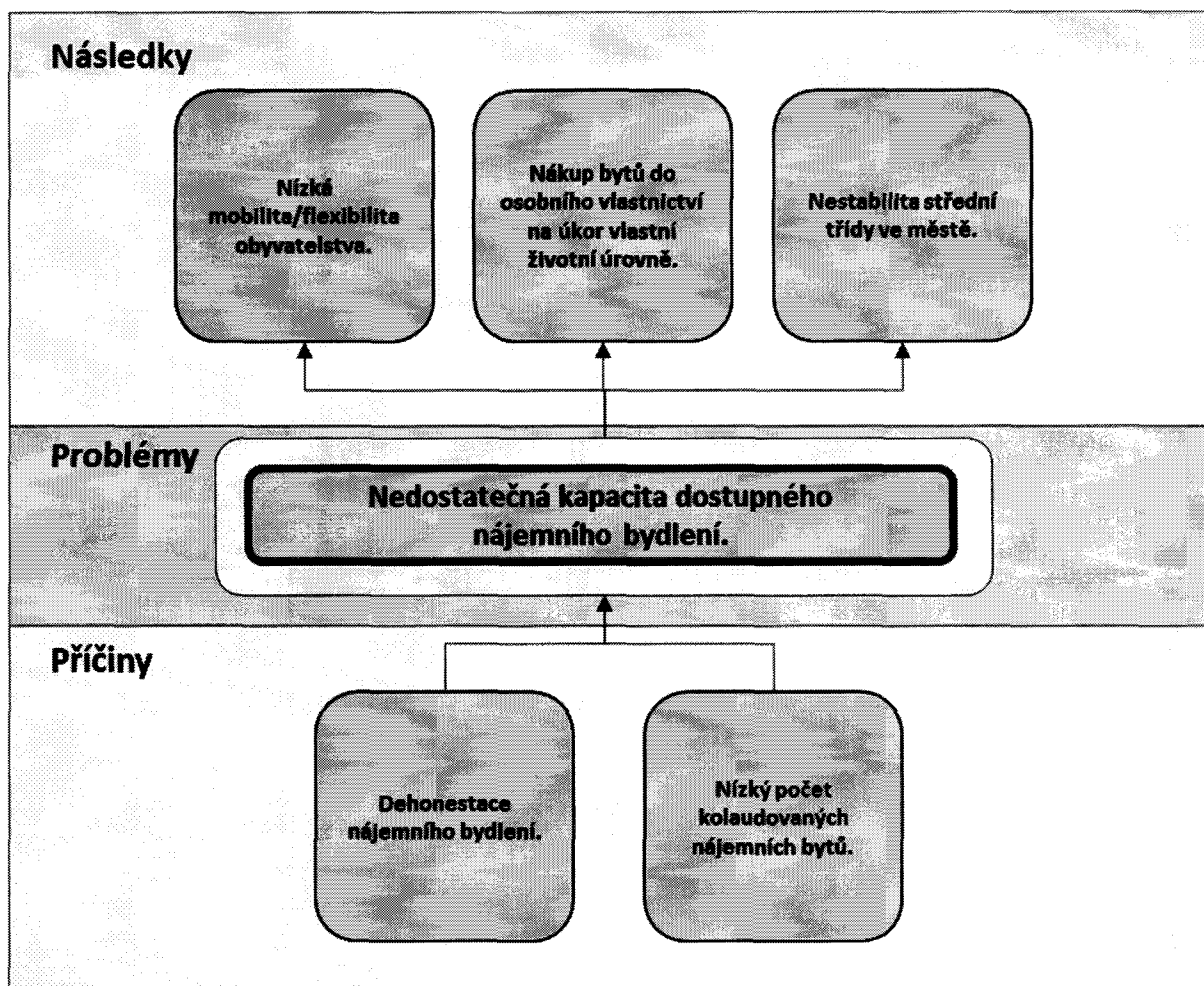 Následky
Nízká
mobilita/flexibilita
obyvatelstva.
Nákup bytů do
osobního vlastnictví
na úkor vlastní
životní úrovně.
Nestabilita střední
třídy ve městě.
Problémy
Nedostatečná kapacita dostupného
nájemního bydlení.
Příčiny
Dehonestace
nájemního bydlení.
Nízký počet
kolaudovaných
nájemních bytů.